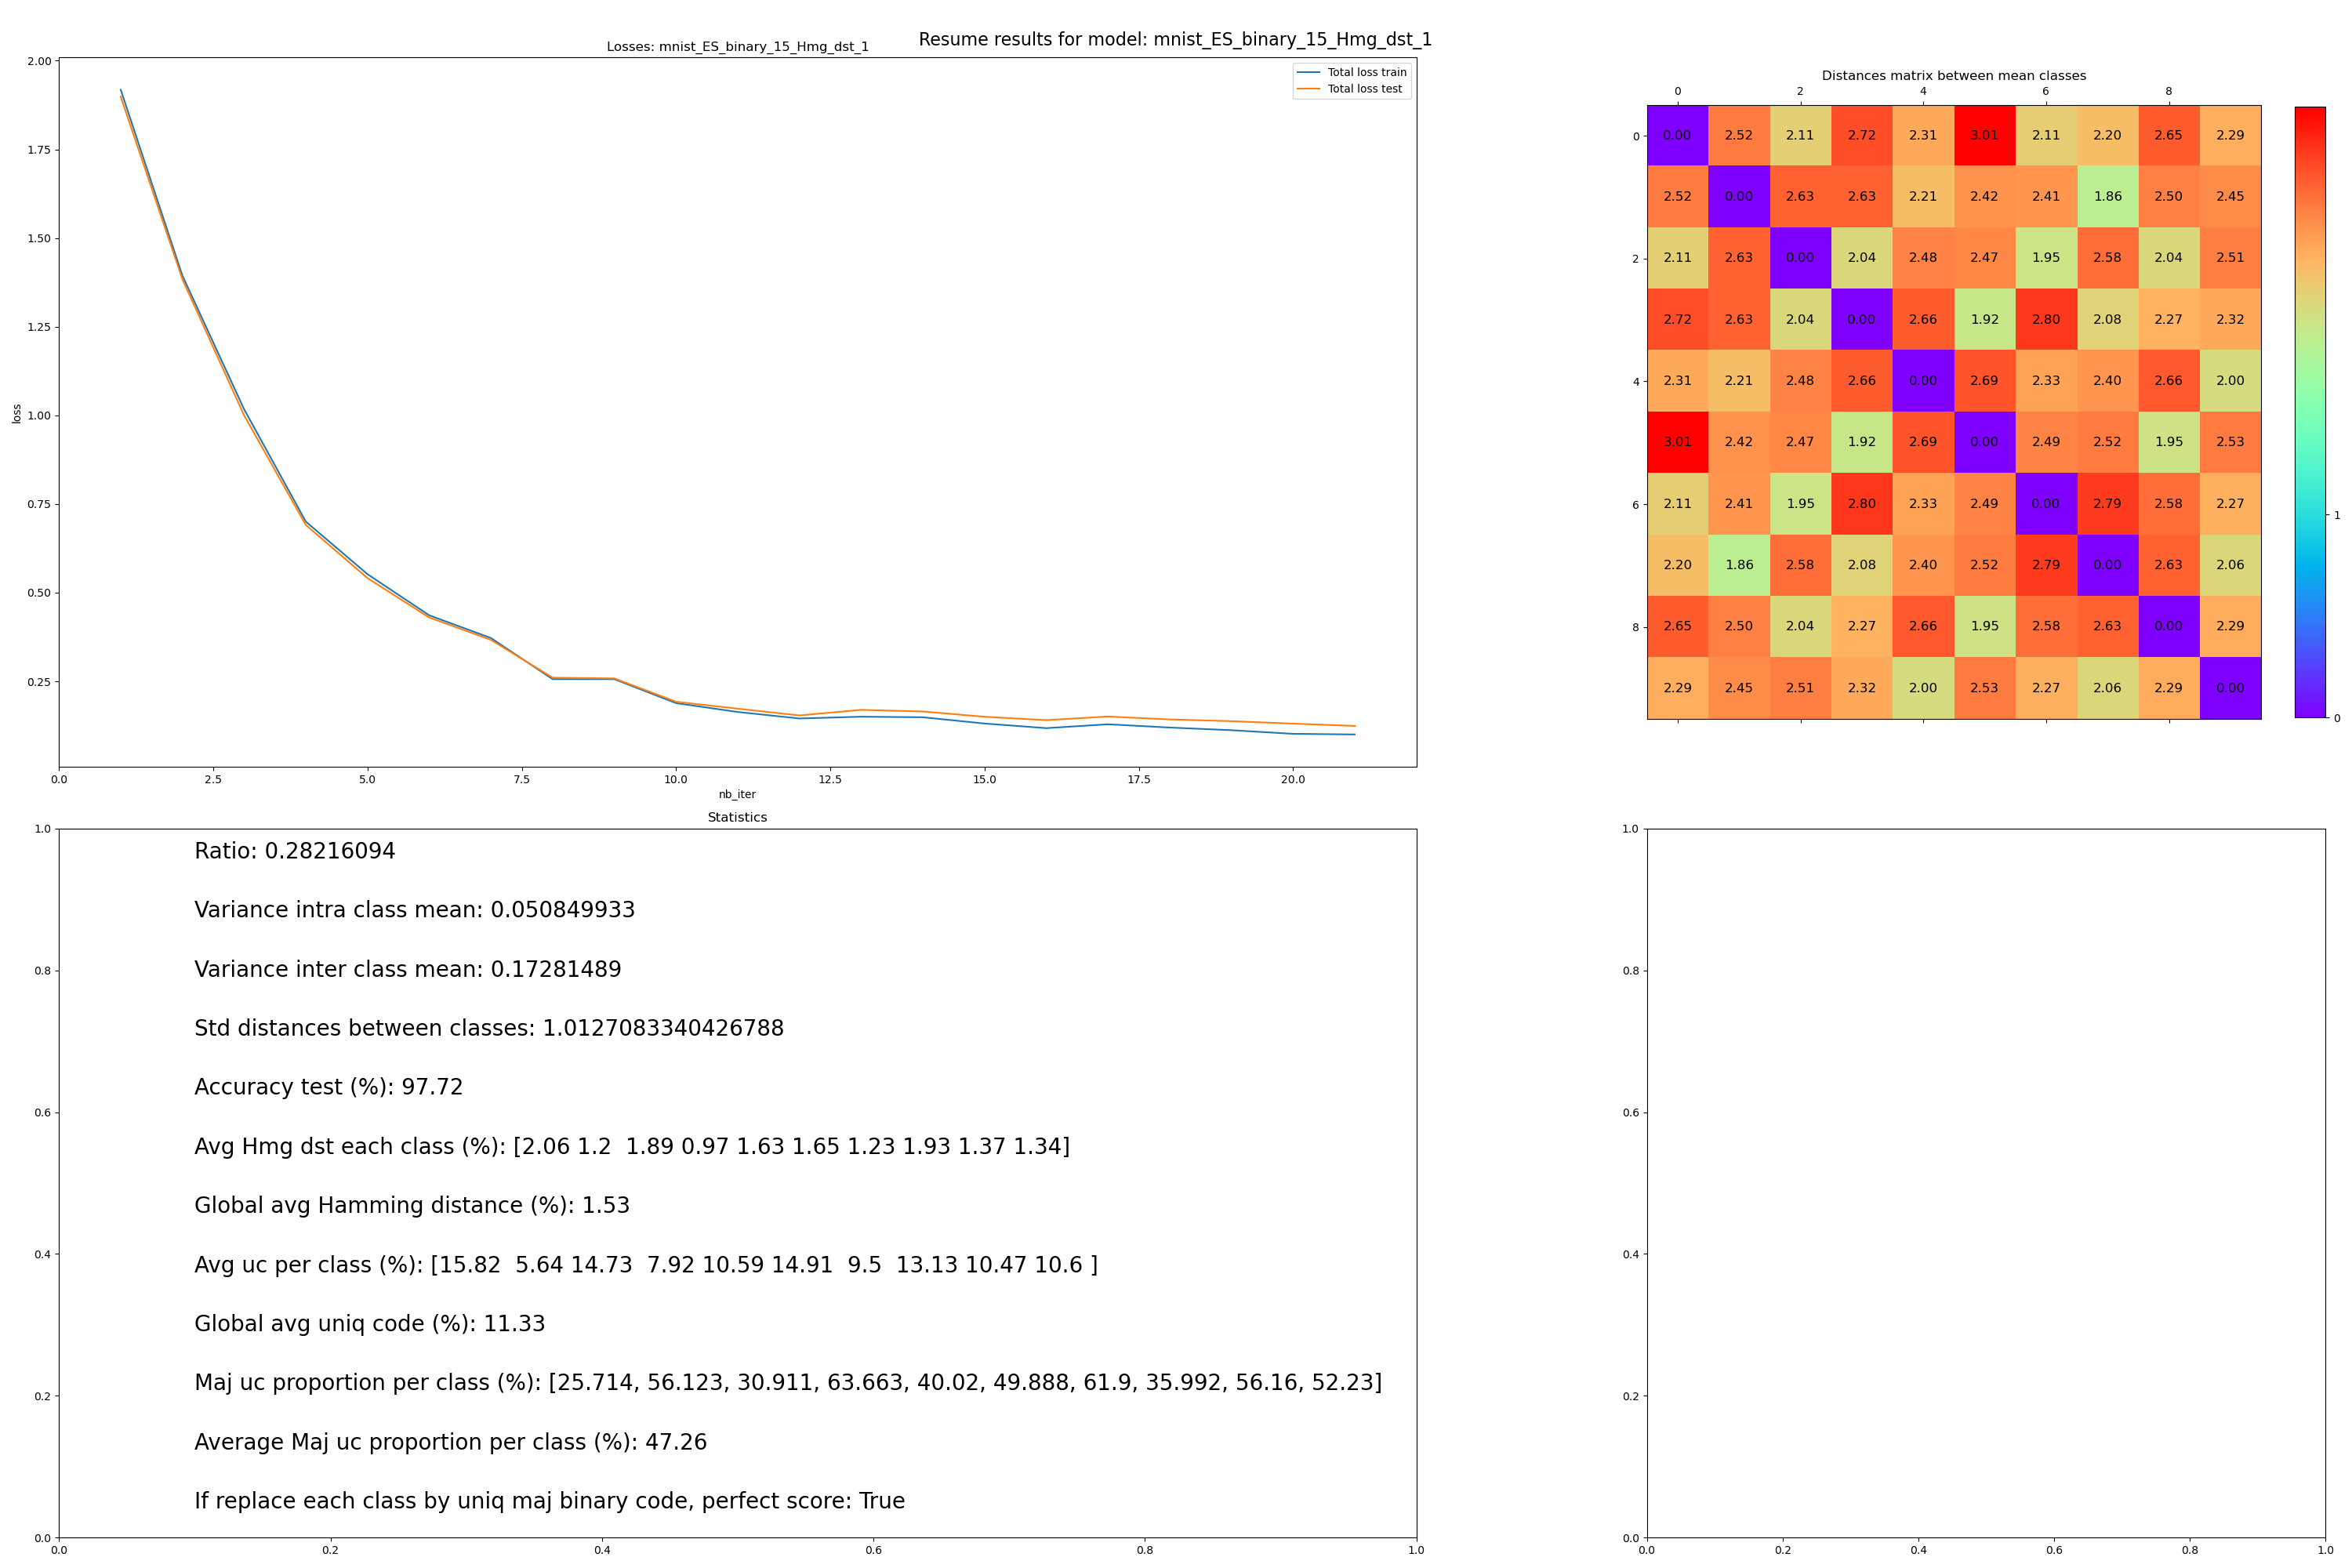 Resume results for model: mnist_ES_binary_15_Hmg_dst_1
Losses: mnist_ES_binary_15_Hmg_dst_1
Total loss train
Total loss test
2.00
1.75
1.50
1.25
1.00
0.75
0.50
0.25
loss
0.0 2.5 5.0 7.5 10.0 12.5 15.0 17.5 20.0
nb_iter
Distances matrix between mean classes
0 2 4 6 8
0 0.00 2.52 2.11 2.72 2.31 3.01 2.11 2.20 2.65 2.29
2.52 0.00 2.63 2.63 2.21 2.42 2.41 1.86 2.50 2.45
2 2.11 2.63 0.00 2.04 2.48 2.47 1.95 2.58 2.04 2.51
2.72 2.63 2.04 0.00 2.66 1.92 2.80 2.08 2.27 2.32
4 2.31 2.21 2.48 2.66 0.00 2.69 2.33 2.40 2.66 2.00
3.01 2.42 2.47 1.92 2.69 0.00 2.49 2.52 1.95 2.53
6 2.11 2.41 1.95 2.80 2.33 2.49 0.00 2.79 2.58 2.27
2.20 1.86 2.58 2.08 2.40 2.52 2.79 0.00 2.63 2.06
8 2.65 2.50 2.04 2.27 2.66 1.95 2.58 2.63 0.00 2.29
2.29 2.45 2.51 2.32 2.00 2.53 2.27 2.06 2.29 0.00
1
0
Statistics
1.0
0.8
0.6
0.4
0.2
0.0
Ratio: 0.28216094
Variance intra class mean: 0.050849933
Variance inter class mean: 0.17281489
Std distances between classes: 1.0127083340426788
Accuracy test (%): 97.72
Avg Hmg dst each class (%): [2.06 1.2  1.89 0.97 1.63 1.65 1.23 1.93 1.37 1.34]
Global avg Hamming distance (%): 1.53
Avg uc per class (%): [15.82  5.64 14.73  7.92 10.59 14.91  9.5  13.13 10.47 10.6 ]
Global avg uniq code (%): 11.33
Maj uc proportion per class (%): [25.714, 56.123, 30.911, 63.663, 40.02, 49.888, 61.9, 35.992, 56.16, 52.23]
Average Maj uc proportion per class (%): 47.26
If replace each class by uniq maj binary code, perfect score: True
0.0 0.2 0.4 0.6 0.8 1.0
1.0
0.8
0.6
0.4
0.2
0.0
0.0 0.2 0.4 0.6 0.8 1.0